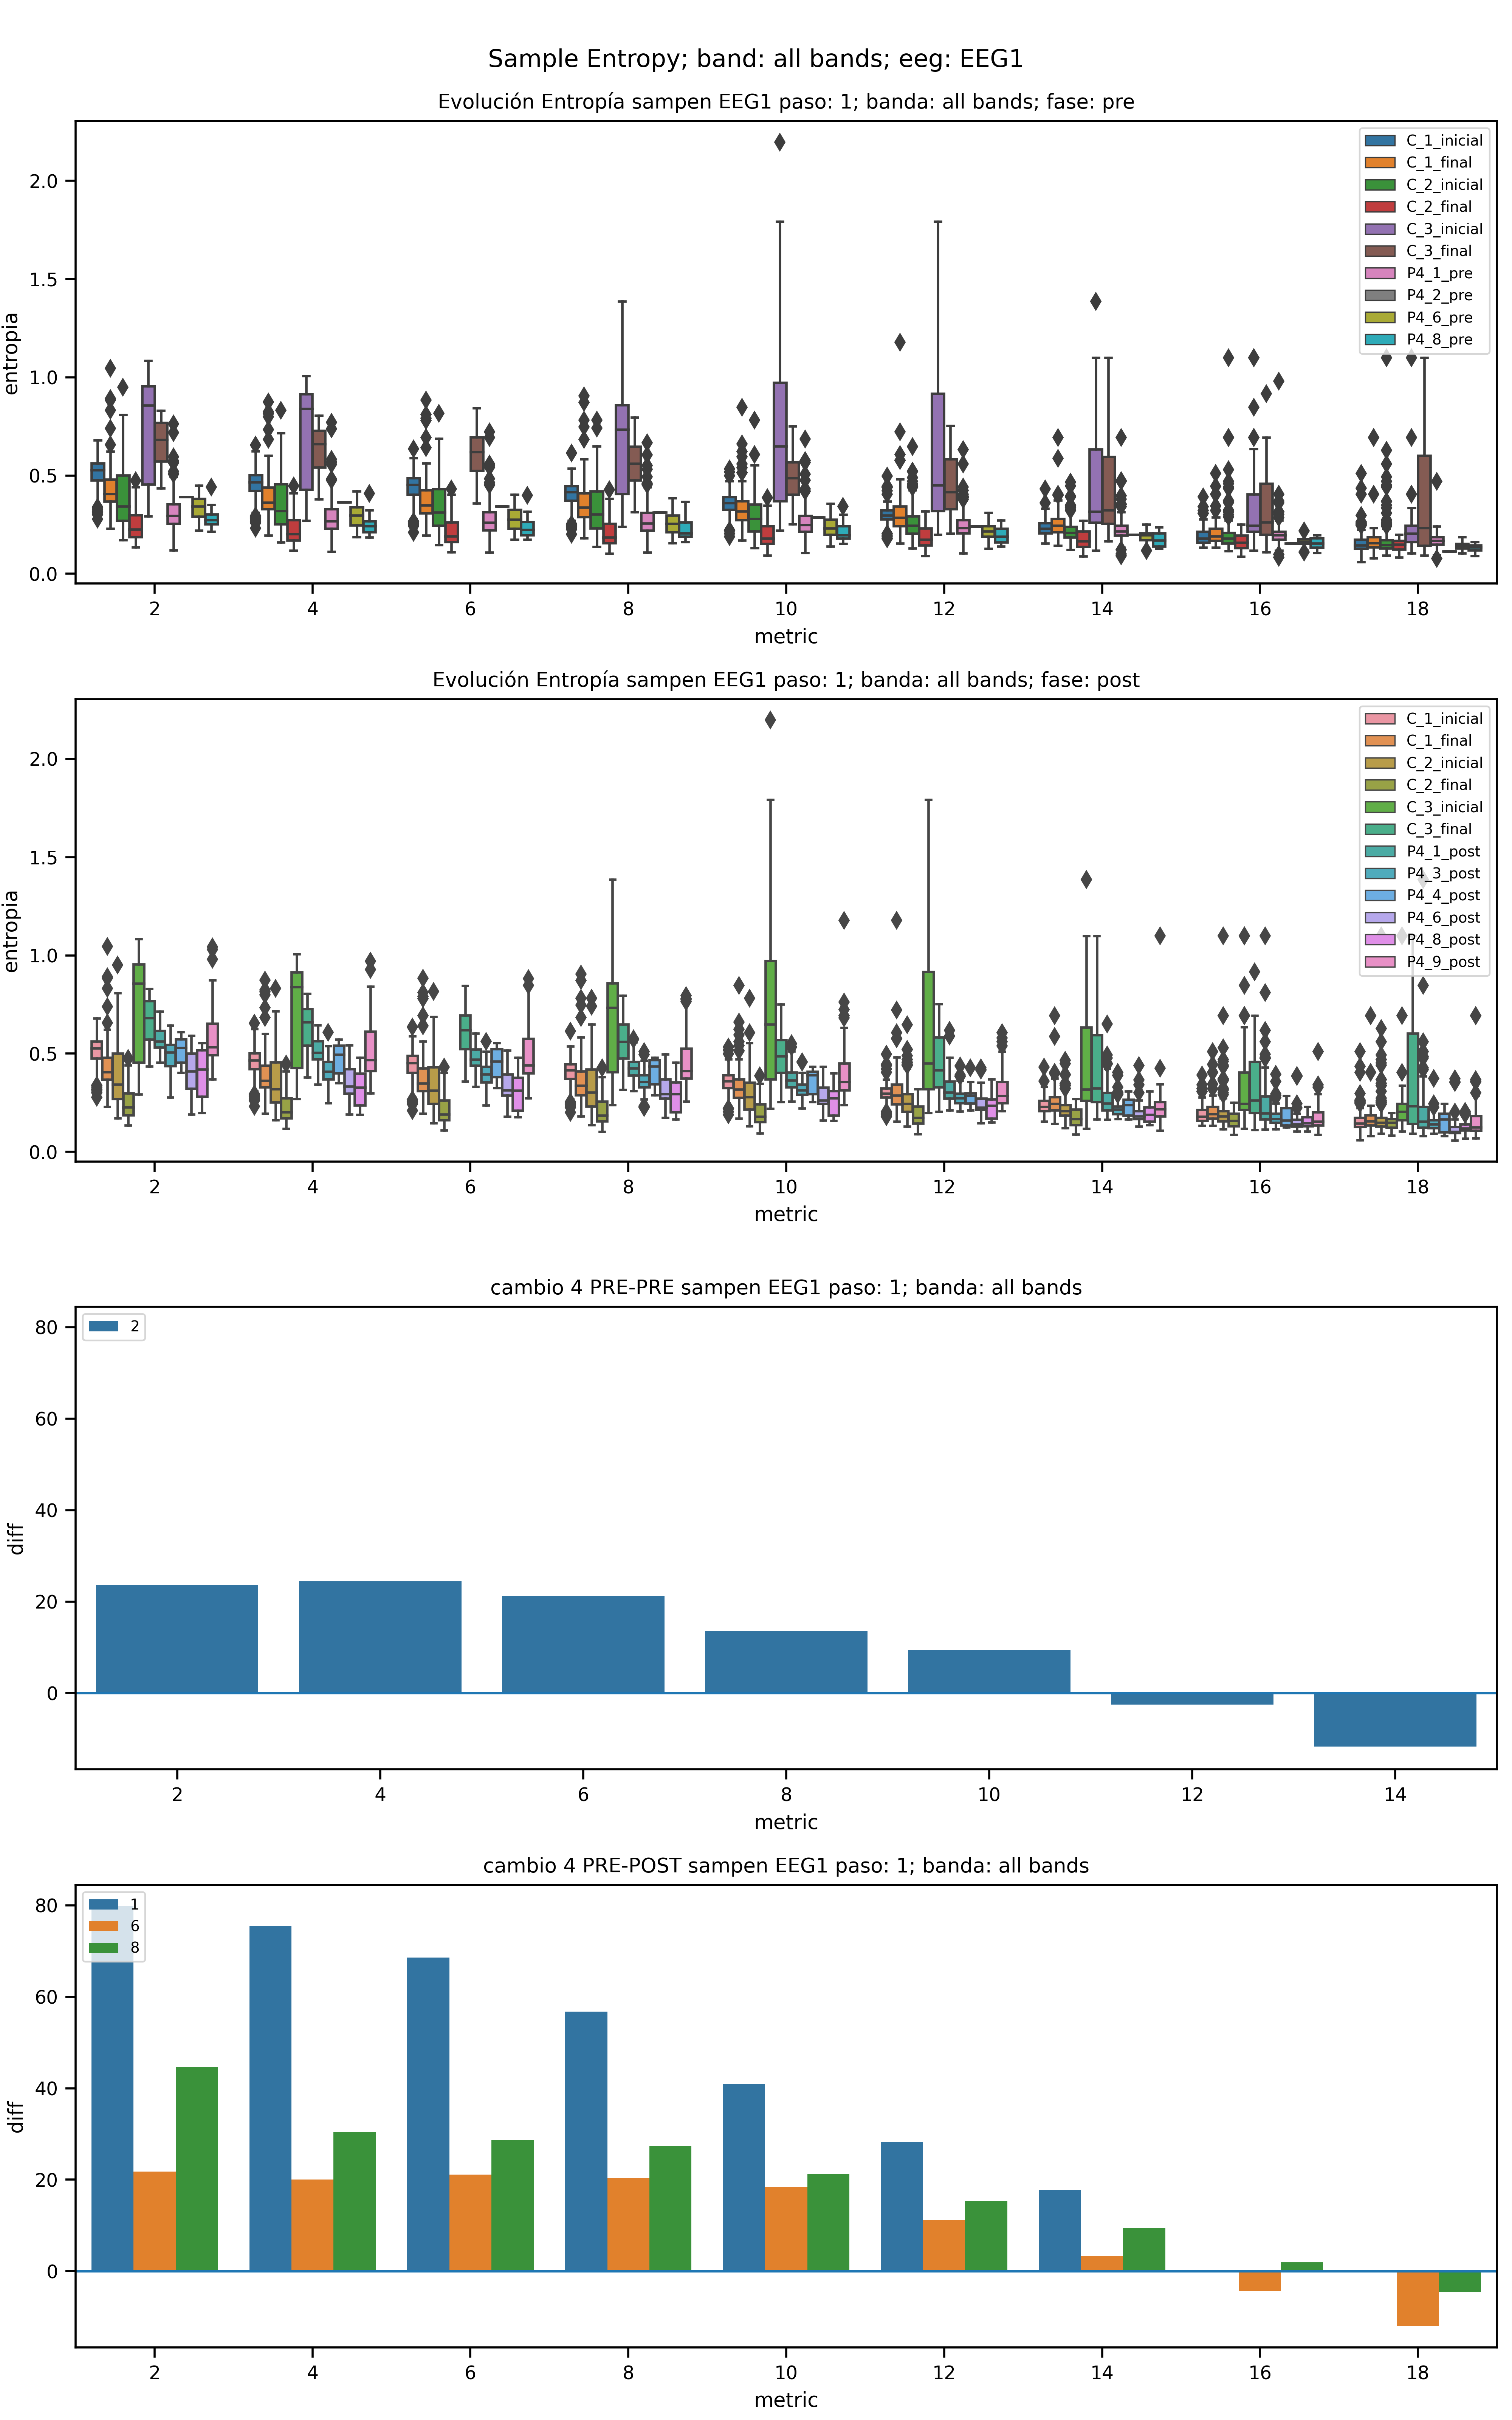 Sample Entropy; band: all bands; eeg: EEG1
Evolución Entropía sampen EEG1 paso: 1; banda: all bands; fase: pre
entropia
2.0
1.5
1.0
0.5
0.0
C_1_inicial
C_1_final
C_2_inicial
C_2_final
C_3_inicial
C_3_final
P4_1_pre
P4_2_pre
P4_6_pre
P4_8_pre
2 4 6 8 10 12 14 16 18
metric
Evolución Entropía sampen EEG1 paso: 1; banda: all bands; fase: post
entropia
2.0
1.5
1.0
0.5
0.0
C_1_inicial
C_1_final
C_2_inicial
C_2_final
C_3_inicial
C_3_final
P4_1_post
P4_3_post
P4_4_post
P4_6_post
P4_8_post
P4_9_post
2 4 6 8 10 12 14 16 18
metric
cambio 4 PRE-PRE sampen EEG1 paso: 1; banda: all bands
diff
80
60
40
20
0
2
2 4 6 8 10 12 14
metric
cambio 4 PRE-POST sampen EEG1 paso: 1; banda: all bands
diff
80
60
40
20
0
1
6
8
2 4 6 8 10 12 14 16 18
metric